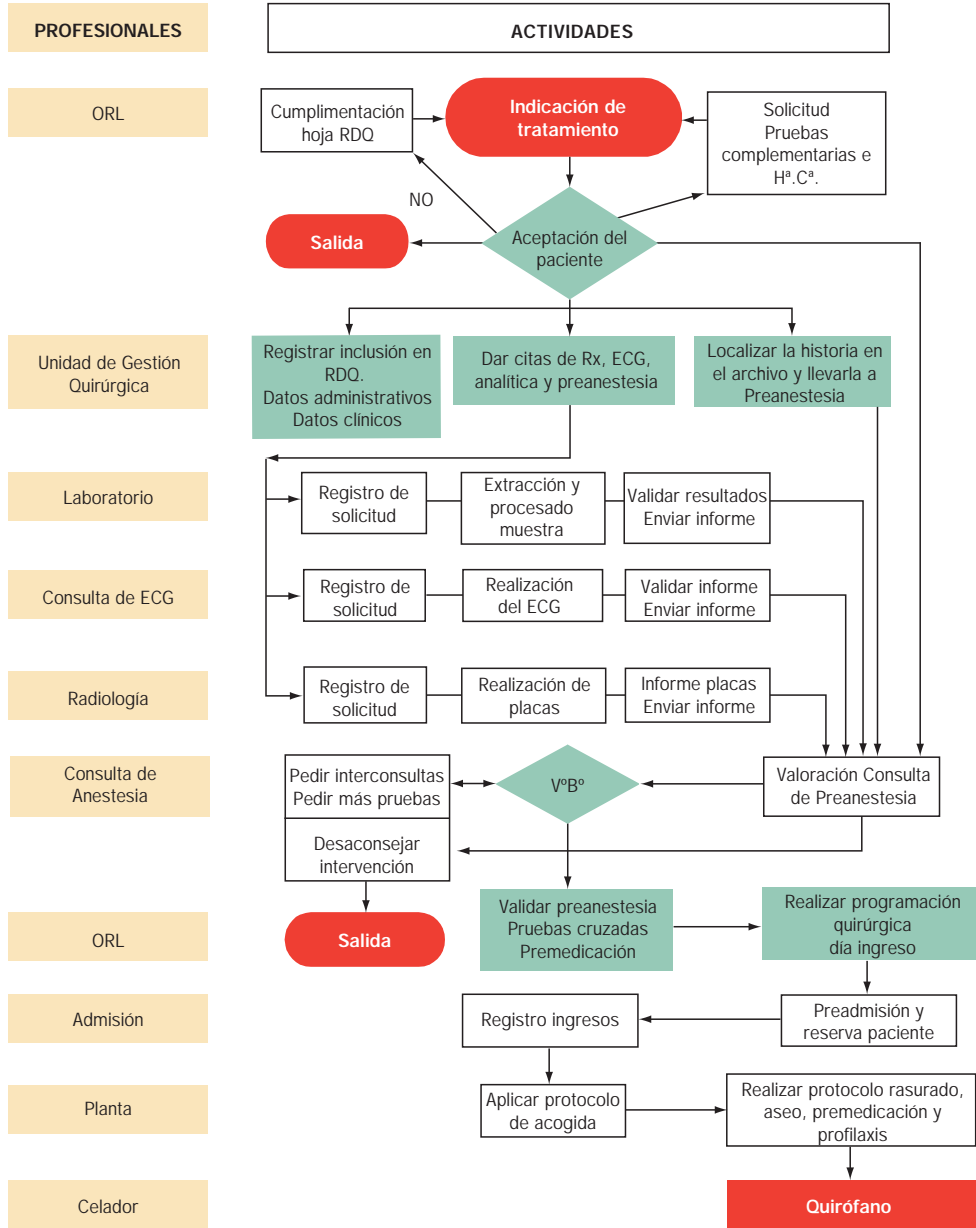 PROFESIONALES
ACTIVIDADES
ORL
Cumplimentación
hoja RDQ
Indicación de
tratamiento
Solicitud
Pruebas
complementarias e
Hª.Cª.
NO
Salida
Aceptación del
paciente
Unidad de Gestión
Quirúrgica
Registrar inclusión en
RDQ.
Datos administrativos
Datos clínicos
Dar citas de Rx, ECG,
analítica y preanestesia
Localizar la historia en
el archivo y llevarla a
Preanestesia
Laboratorio
Registro de
solicitud
Extracción y
procesado
muestra
Validar resultados
Enviar informe
Consulta de ECG
Registro de
solicitud
Realización
del ECG
Validar informe
Enviar informe
Radiología
Registro de
solicitud
Realización de
placas
Informe placas
Enviar informe
Consulta de
Anestesia
Pedir interconsultas
Pedir más pruebas
VºBº
Valoración Consulta
de Preanestesia
Desaconsejar
intervención
ORL
Salida
Validar preanestesia
Pruebas cruzadas
Premedicación
Realizar programación
quirúrgica
día ingreso
Admisión
Registro ingresos
Preadmisión y
reserva paciente
Planta
Aplicar protocolo
de acogida
Realizar protocolo rasurado,
aseo, premedicación y
profilaxis
Celador
Quirófano